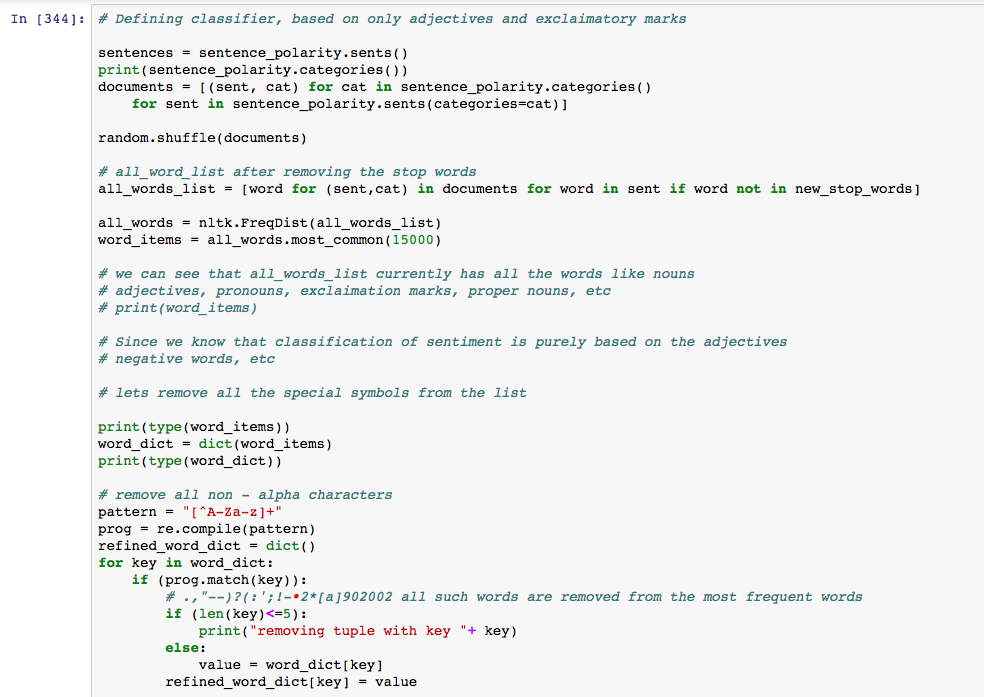 In [344]: # Defining classifier, based on only adjectives and exclaimatory marks
sentences = sentence_polarity.sents()
print(sentence_polarity.categories())
documents = [(sent, cat) for cat in sentence_polarity.categories()
    for sent in sentence_polarity.sents(categories=cat)]
random.shuffle(documents)
# all_word_list after removing the stop words
all_words_list = [word for (sent,cat) in documents for word in sent if word not in new_stop_words]
all_words = nltk.FreqDist(all_words_list)
word_items = all_words.most_common(15000)
# we can see that all_words_list currently has all the words like nouns
# adjectives, pronouns, exclaimation marks, proper nouns, etc
# print(word_items)
# Since we know that classification of sentiment is purely based on the adjectives
# negative words, etc
# lets remove all the special symbols from the list
print(type(word_items))
word_dict = dict(word_items)
print(type(word_dict))
# remove all non - alpha characters
pattern = "[^A-Za-z]+"
prog = re.compile(pattern)
refined_word_dict = dict()
for key in word_dict:
    if (prog.match(key)):
        # .,"--)?(:';!-•2*[a]902002 all such words are removed from the most frequent words
        if (len(key)<=5):
            print("removing tuple with key "+ key)
        else:
            value = word_dict[key]
        refined_word_dict[key] = value